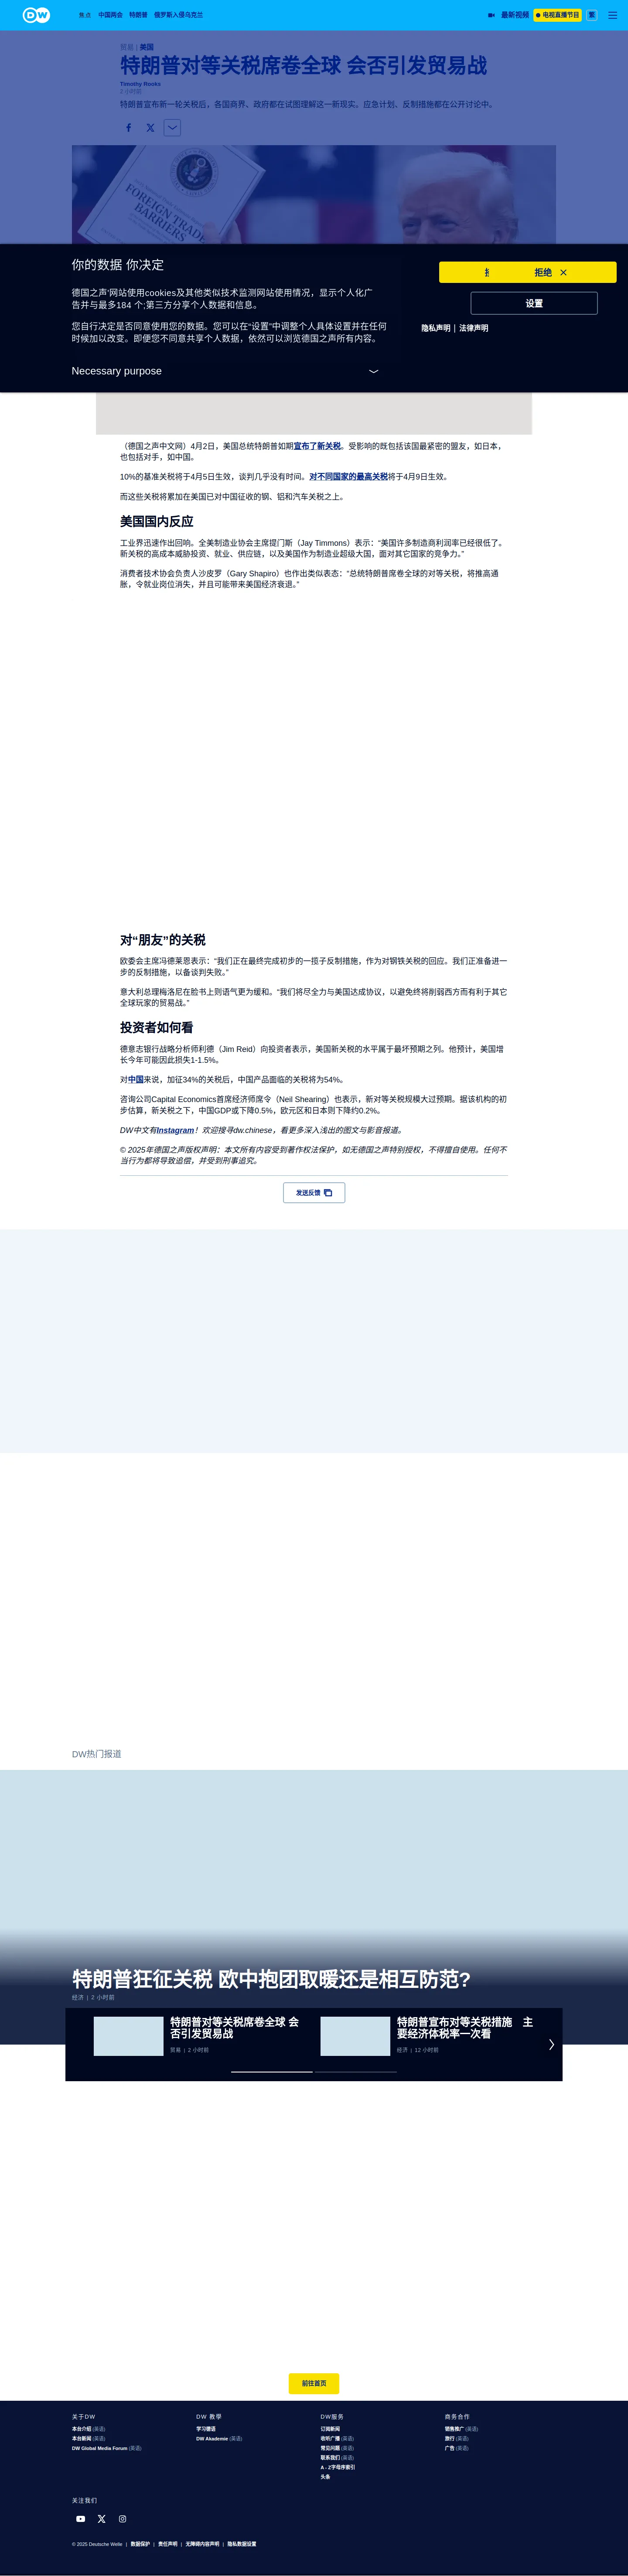 DW
焦点 中国两会 特朗普 俄罗斯入侵乌克兰
最新视频 电视直播节目 繁
贸易 | 美国
特朗普对等关税席卷全球 会否引发贸易战
Timothy Rooks
2 小时前
特朗普宣布新一轮关税后，各国商界、政府都在试图理解这一新现实。应急计划、反制措施都在公开讨论中。
FOREIGN TRADE
BARRIERS
你的数据 你决定
德国之声'网站使用cookies及其他类似技术监测网站使用情况，显示个人化广
告并与最多184 个;第三方分享个人数据和信息。
您自行决定是否同意使用您的数据。您可以在“设置”中调整个人具体设置并在任何
时候加以改变。即便您不同意共享个人数据，依然可以浏览德国之声所有内容。
Necessary purpose
拒绝
设置
隐私声明 | 法律声明
（德国之声中文网）4月2日，美国总统特朗普如期宣布了新关税。受影响的既包括该国最紧密的盟友，如日本，
也包括对手，如中国。
10%的基准关税将于4月5日生效，谈判几乎没有时间。对不同国家的最高关税将于4月9日生效。
而这些关税将累加在美国已对中国征收的钢、铝和汽车关税之上。
美国国内反应
工业界迅速作出回响。全美制造业协会主席提门斯（Jay Timmons）表示：“美国许多制造商利润率已经很低了。
新关税的高成本威胁投资、就业、供应链，以及美国作为制造业超级大国，面对其它国家的竞争力。”
消费者技术协会负责人沙皮罗（Gary Shapiro）也作出类似表态：“总统特朗普席卷全球的对等关税，将推高通
胀，令就业岗位消失，并且可能带来美国经济衰退。”
对“朋友”的关税
欧委会主席冯德莱恩表示：“我们正在最终完成初步的一揽子反制措施，作为对钢铁关税的回应。我们正准备进一
步的反制措施，以备谈判失败。”
意大利总理梅洛尼在脸书上则语气更为缓和。“我们将尽全力与美国达成协议，以避免终将削弱西方而有利于其它
全球玩家的贸易战。”
投资者如何看
德意志银行战略分析师利德（Jim Reid）向投资者表示，美国新关税的水平属于最坏预期之列。他预计，美国增
长今年可能因此损失1-1.5%。
对中国来说，加征34%的关税后，中国产品面临的关税将为54%。
咨询公司Capital Economics首席经济师席令（Neil Shearing）也表示，新对等关税规模大过预期。据该机构的初
步估算，新关税之下，中国GDP或下降0.5%，欧元区和日本则下降约0.2%。
DW中文有Instagram！欢迎搜寻dw.chinese，看更多深入浅出的图文与影音报道。
© 2025年德国之声版权声明：本文所有内容受到著作权法保护，如无德国之声特别授权，不得擅自使用。任何不
当行为都将导致追偿，并受到刑事追究。
发送反馈
DW热门报道
特朗普狂征关税 欧中抱团取暖还是相互防范?
经济 | 2 小时前
特朗普对等关税席卷全球 会
否引发贸易战
贸易 | 2 小时前
特朗普宣布对等关税措施　主
要经济体税率一次看
经济 | 12 小时前
前往首页
关于DW
本台介绍 (英语)
本台新闻 (英语)
DW Global Media Forum (英语)
DW 教学
学习德语
DW Akademie (英语)
DW服务
订阅新闻
收听广播 (英语)
常见问题 (英语)
联系我们 (英语)
A - Z字母序索引
头条
商务合作
销售推广 (英语)
旅行 (英语)
广告 (英语)
关注我们
© 2025 Deutsche Welle | 数据保护 | 责任声明 | 无障碍内容声明 | 隐私数据设置